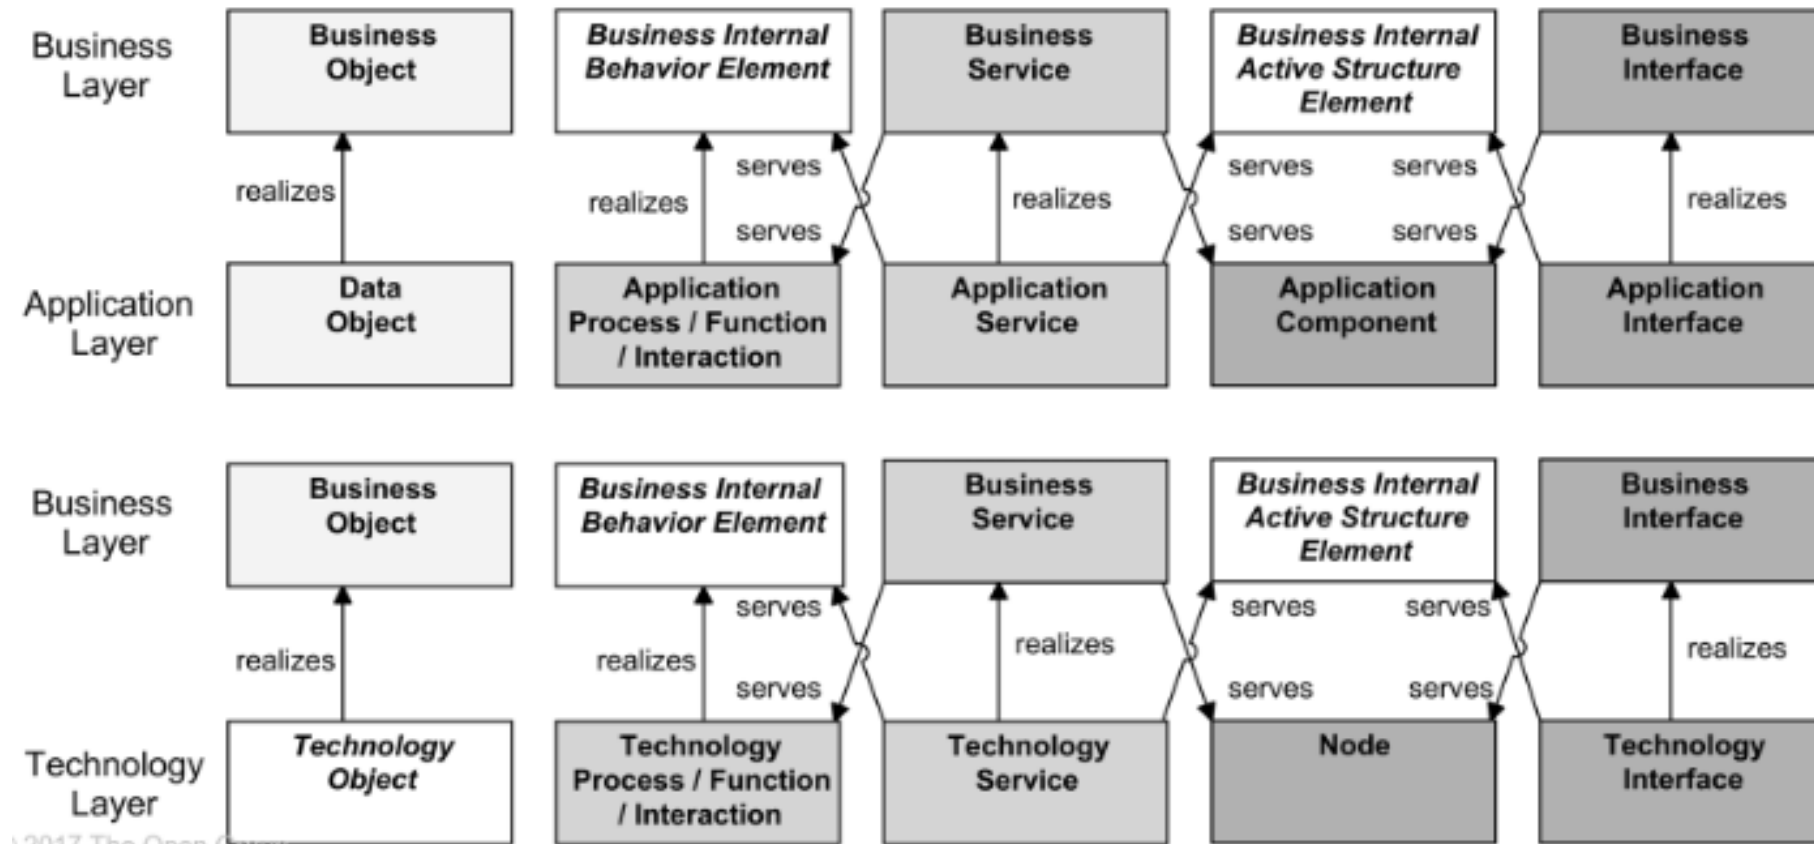 Business
Layer
Business
Object
Business Internal
Behavior Element
Business
Service
Business Internal
Active Structure
Element
Business
Interface
realizes
realizes
serves
serves
realizes
serves
serves
serves
serves
realizes
Application
Layer
Data
Object
Application
Process / Function
/ Interaction
Application
Service
Application
Component
Application
Interface
Business
Layer
Business
Object
Business Internal
Behavior Element
Business
Service
Business Internal
Active Structure
Element
Business
Interface
realizes
realizes
serves
serves
realizes
serves
serves
serves
serves
realizes
Technology
Layer
Technology
Object
Technology
Process / Function
/ Interaction
Technology
Service
Node
Technology
Interface
2017 The Open